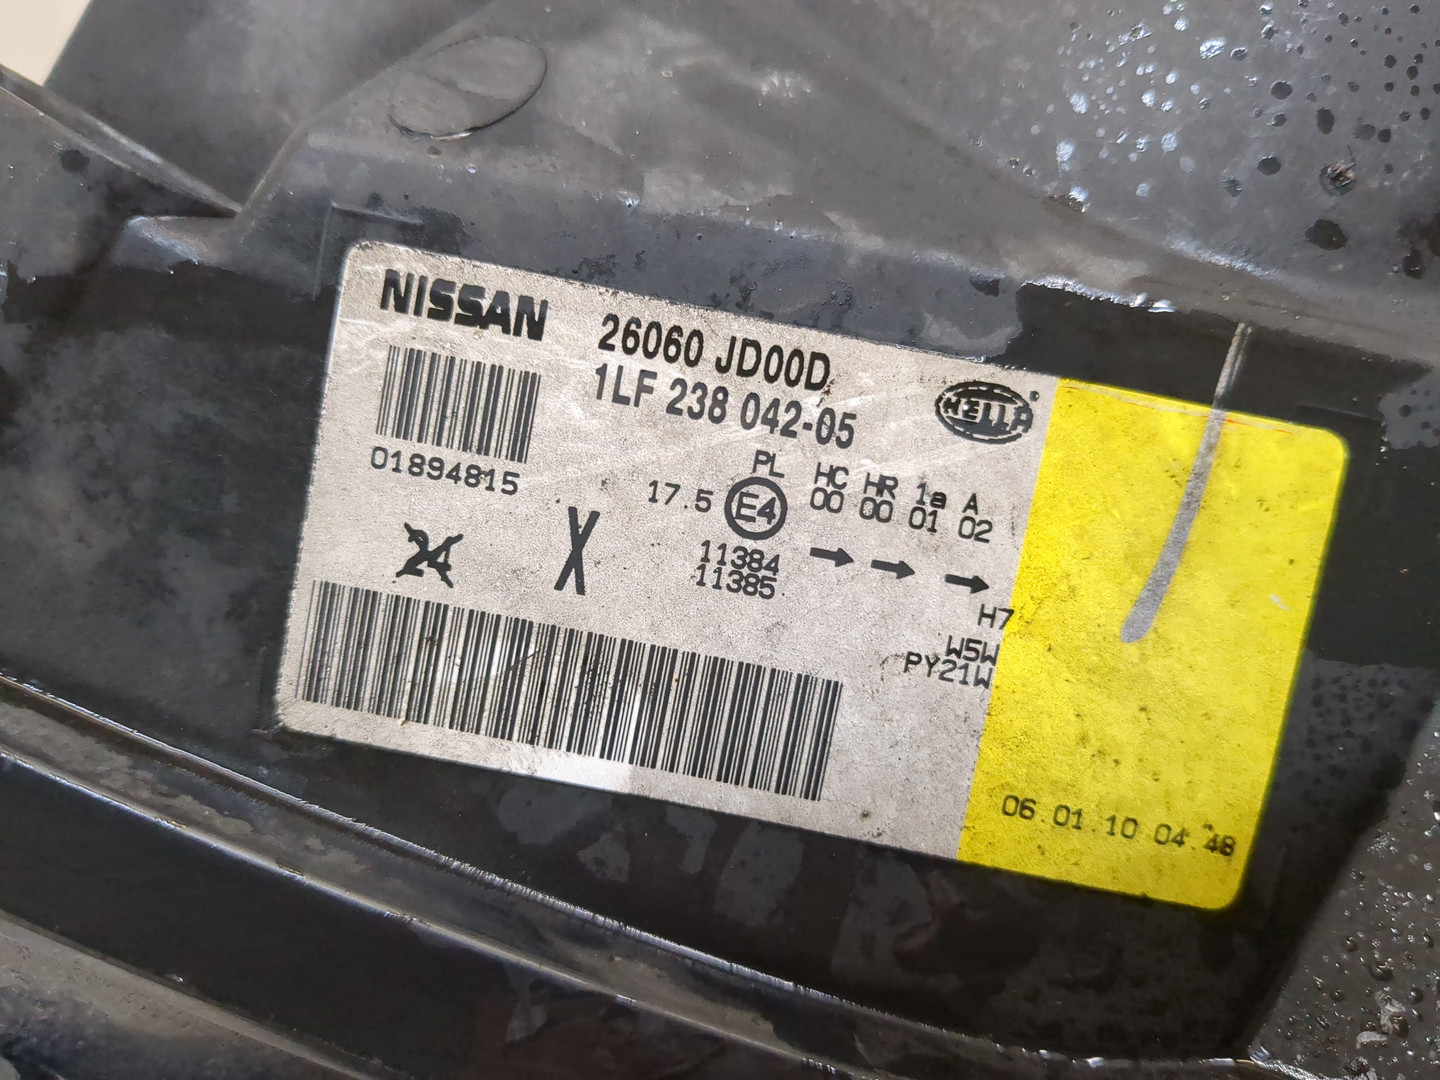 NISSAN
26060 JD00D
1LF 238 042-05
HELLA
01894815
PL HC HR 1a A
17.5 E4 00 00 01 02
11384
11385
24 X
H7
W5W
PY21W
06.01.10 04.48